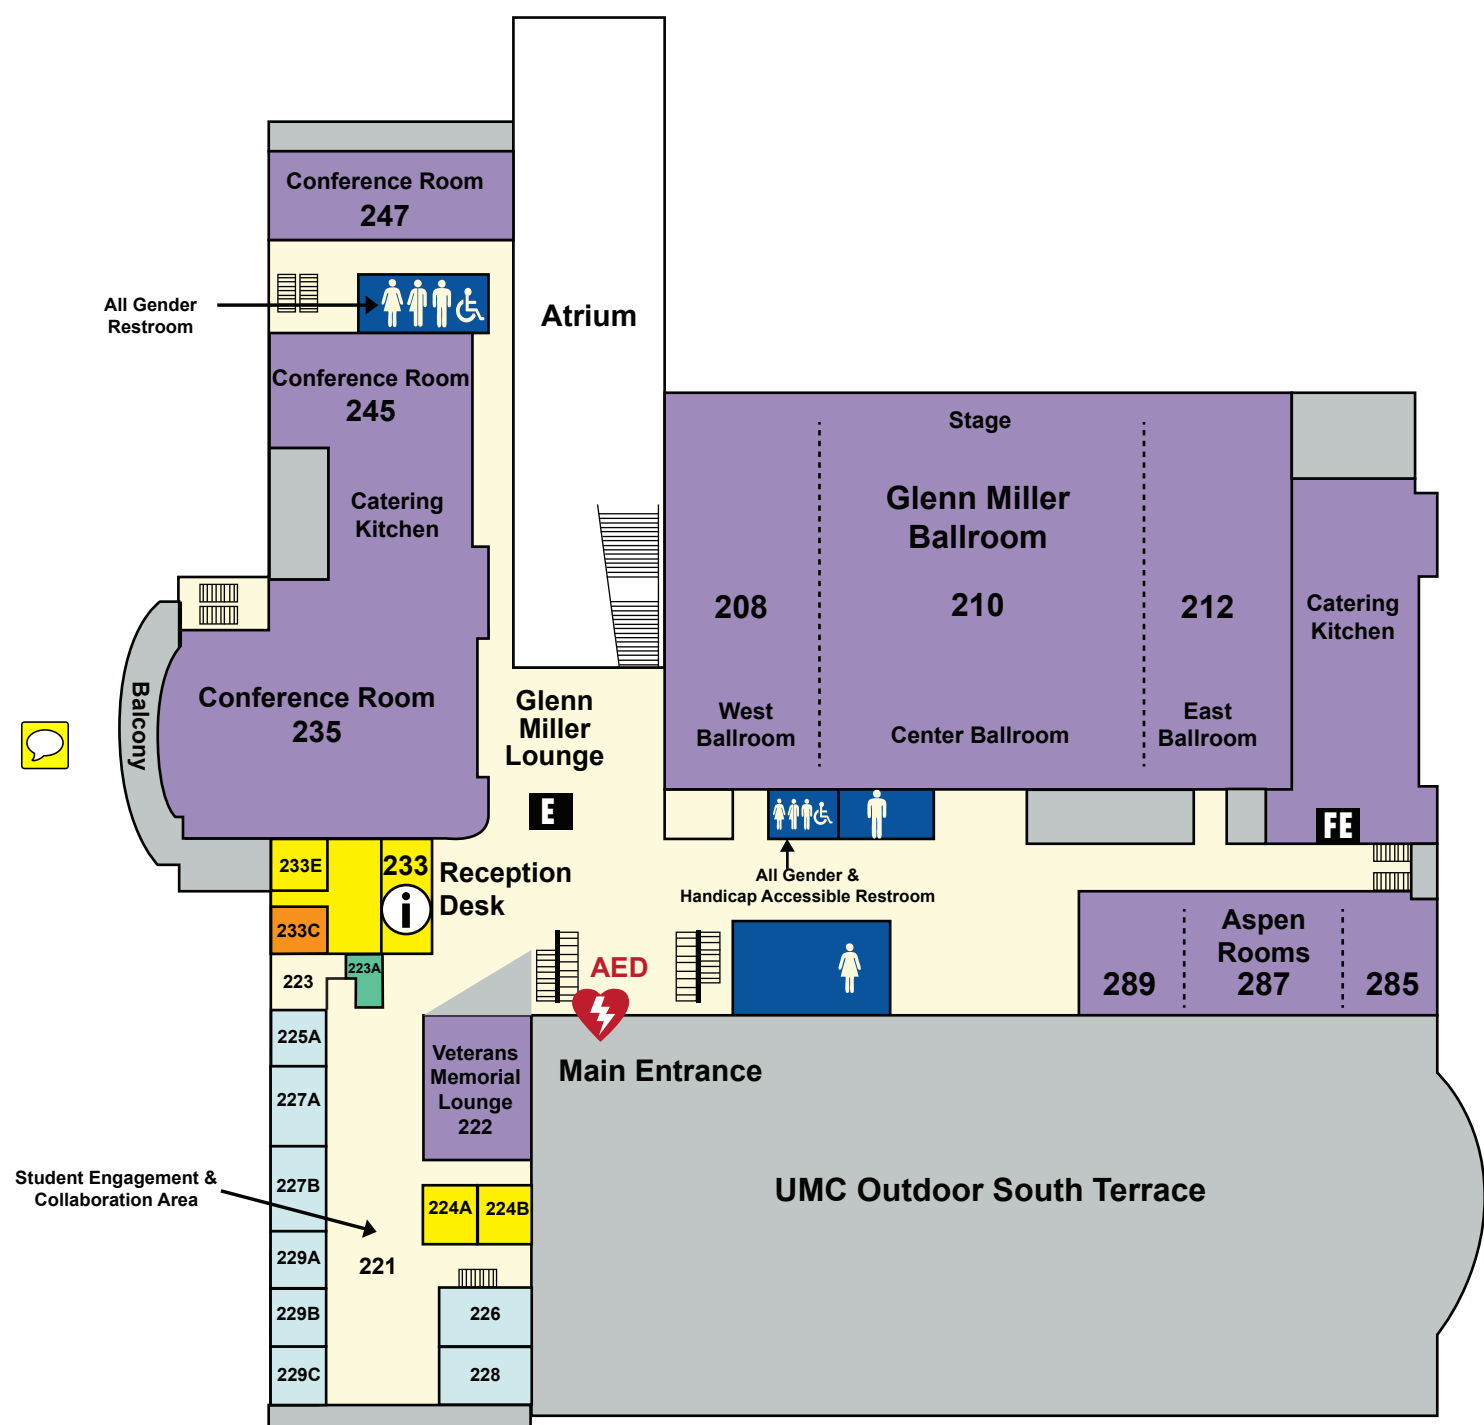 Conference Room
247
All Gender
Restroom
Atrium
Conference Room
245
Catering
Kitchen
Stage
Glenn Miller
Ballroom
208
210
212
Catering
Kitchen
West
Ballroom
Center Ballroom
East
Ballroom
Balcony
Conference Room
235
Glenn
Miller
Lounge
E
FE
233E
233
Reception
Desk
i
233C
All Gender &
Handicap Accessible Restroom
223
223A
AED
Aspen
Rooms
289
287
285
225A
227A
227B
229A
229B
229C
Veterans
Memorial
Lounge
222
Main Entrance
Student Engagement &
Collaboration Area
224A
224B
221
226
228
UMC Outdoor South Terrace